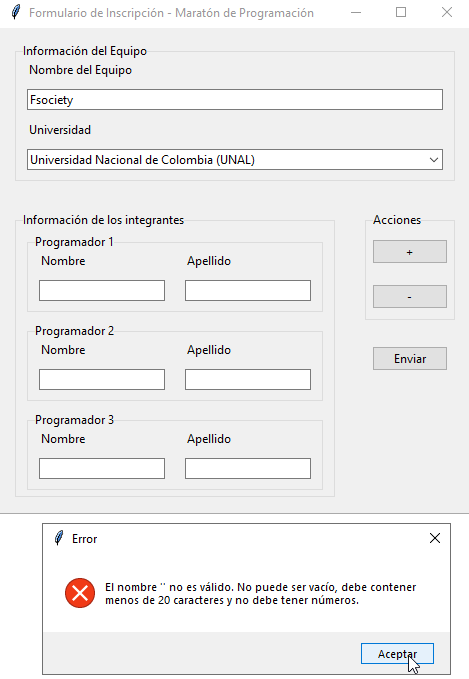 Formulario de Inscripción - Maratón de Programación
Información del Equipo
Nombre del Equipo
Fsociety
Universidad
Universidad Nacional de Colombia (UNAL)
Información de los integrantes
Programador 1
Nombre Apellido
Programador 2
Nombre Apellido
Programador 3
Nombre Apellido
Acciones
+
-
Enviar
Error
El nombre '' no es válido. No puede ser vacío, debe contener
menos de 20 caracteres y no debe tener números.
Aceptar